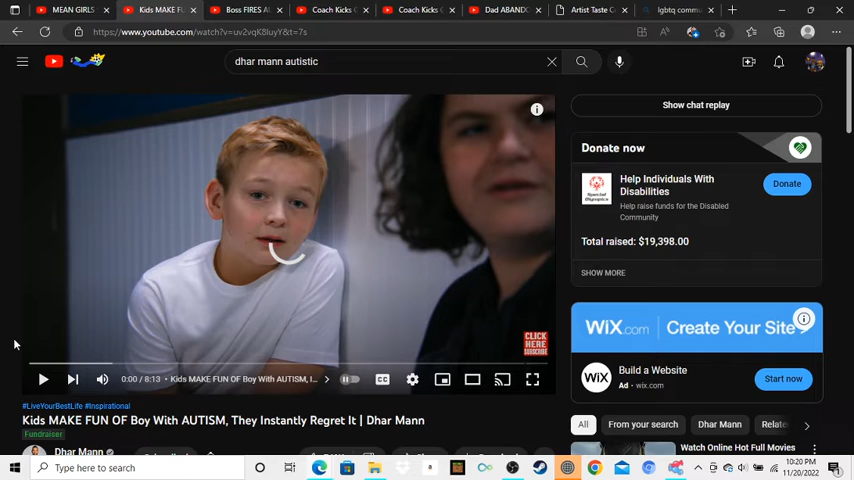 MEAN GIRLS
Kids MAKE F
Boss FIRES A
Coach Kicks
Coach Kicks
Dad ABAND
Artist Taste C
lgbtq commu
https://www.youtube.com/watch?v=uv2vqK8luyY&t=7s
dhar mann autistic
Show chat replay
Donate now
Help Individuals With
Disabilities
Donate
Help raise funds for the Disabled
Community
Total raised: $19,398.00
SHOW MORE
WiX.com Create Your Site
Build a Website
Ad • wix.com
Start now
CLICK
HERE
SUBSCRIBE
0:00 / 8:13 • Kids MAKE FUN OF Boy With AUTISM, I...
CC
#LiveYourBestLife #Inspirational
Kids MAKE FUN OF Boy With AUTISM, They Instantly Regret It | Dhar Mann
Fundraiser
Dhar Mann
All
From your search
Dhar Mann
Relate
Watch Online Hot Full Movies
Type here to search
10:20 PM
11/20/2022